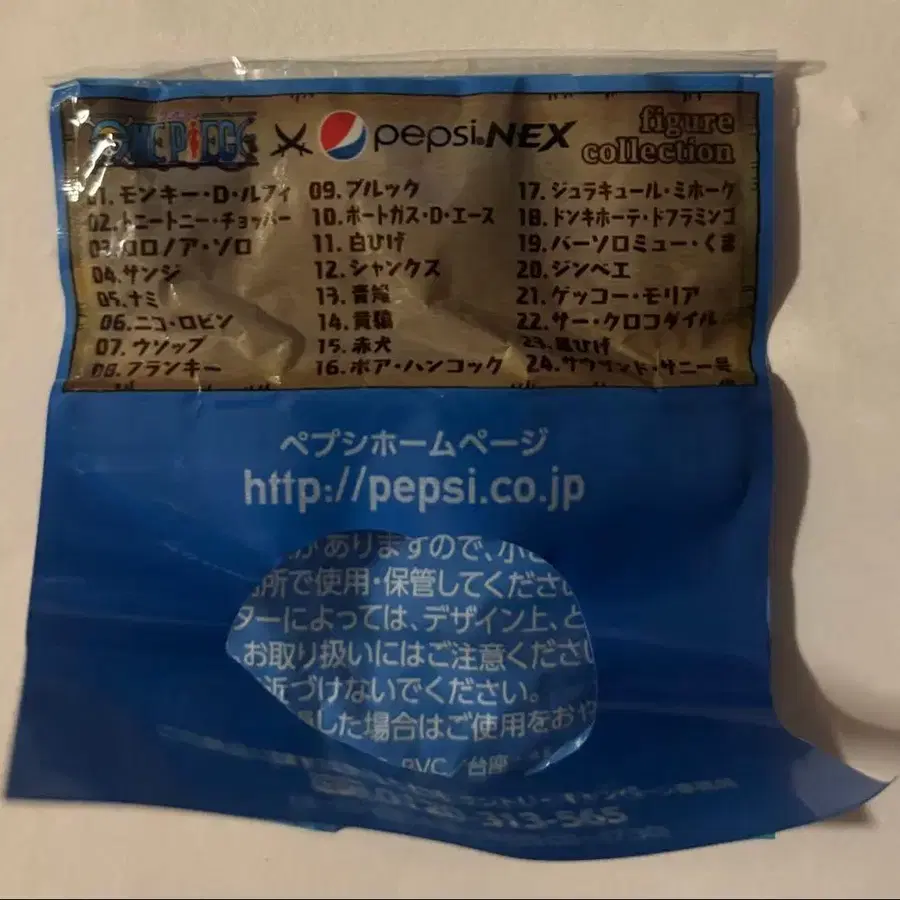 ONE PIECE × pepsi NEX figure collection
01.モンキー・D・ルフィ
02.トニートニー・チョッパー
03.ロロノア・ゾロ
04.サンジ
05.ナミ
06.ニコ・ロビン
07.ウソップ
08.フランキー
09.ブルック
10.ポートガス・D・エース
11.白ひげ
12.シャンクス
13.青雉
14.黄猿
15.赤犬
16.ボア・ハンコック
17.ジュラキュール・ミホーク
18.ドンキホーテ・ドフラミンゴ
19.バーソロミュー・くま
20.ジンベエ
21.ゲッコー・モリア
22.サー・クロコダイル
23.黒ひげ
24.サウザンド・サニー号
ペプシホームページ
http://pepsi.co.jp
がありますので、小
所で使用・保管してくださ
ターによっては、デザイン上、と
お取り扱いにはご注意くださ
近づけないでください。
した場合はご使用をおや
PVC/台座
313-565